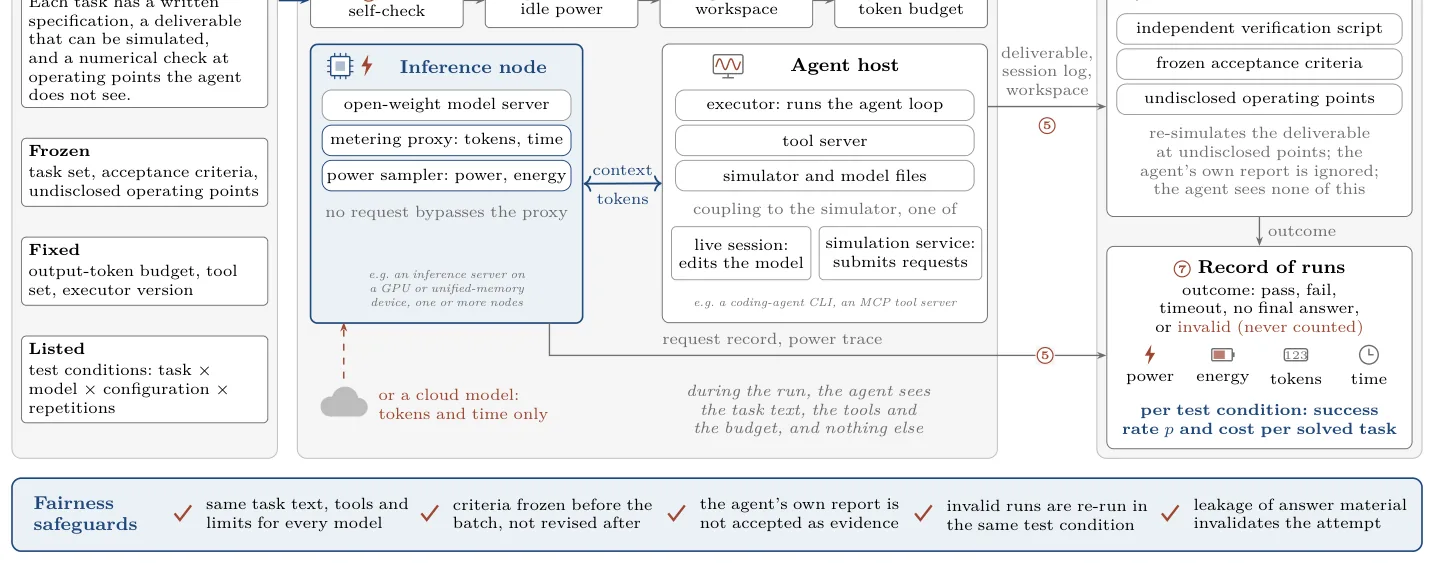 Each task has a written
specification, a deliverable
that can be simulated,
and a numerical check at
operating points the agent
does not see.
Frozen
task set, acceptance criteria,
undisclosed operating points
Fixed
output-token budget, tool
set, executor version
Listed
test conditions: task ×
model × configuration ×
repetitions
self-check
idle power
workspace
token budget
Inference node
open-weight model server
metering proxy: tokens, time
power sampler: power, energy
no request bypasses the proxy
e.g. an inference server on
a GPU or unified-memory
device, one or more nodes
context
tokens
Agent host
executor: runs the agent loop
tool server
simulator and model files
coupling to the simulator, one of
live session:
edits the model
simulation service:
submits requests
e.g. a coding-agent CLI, an MCP tool server
request record, power trace
5
or a cloud model:
tokens and time only
during the run, the agent sees
the task text, the tools and
the budget, and nothing else
deliverable,
session log,
workspace
5
independent verification script
frozen acceptance criteria
undisclosed operating points
re-simulates the deliverable
at undisclosed points; the
agent's own report is ignored;
the agent sees none of this
outcome
7 Record of runs
outcome: pass, fail,
timeout, no final answer,
or invalid (never counted)
123
power energy tokens time
per test condition: success
rate p and cost per solved task
Fairness
safeguards
same task text, tools and
limits for every model
criteria frozen before the
batch, not revised after
the agent's own report is
not accepted as evidence
invalid runs are re-run in
the same test condition
leakage of answer material
invalidates the attempt